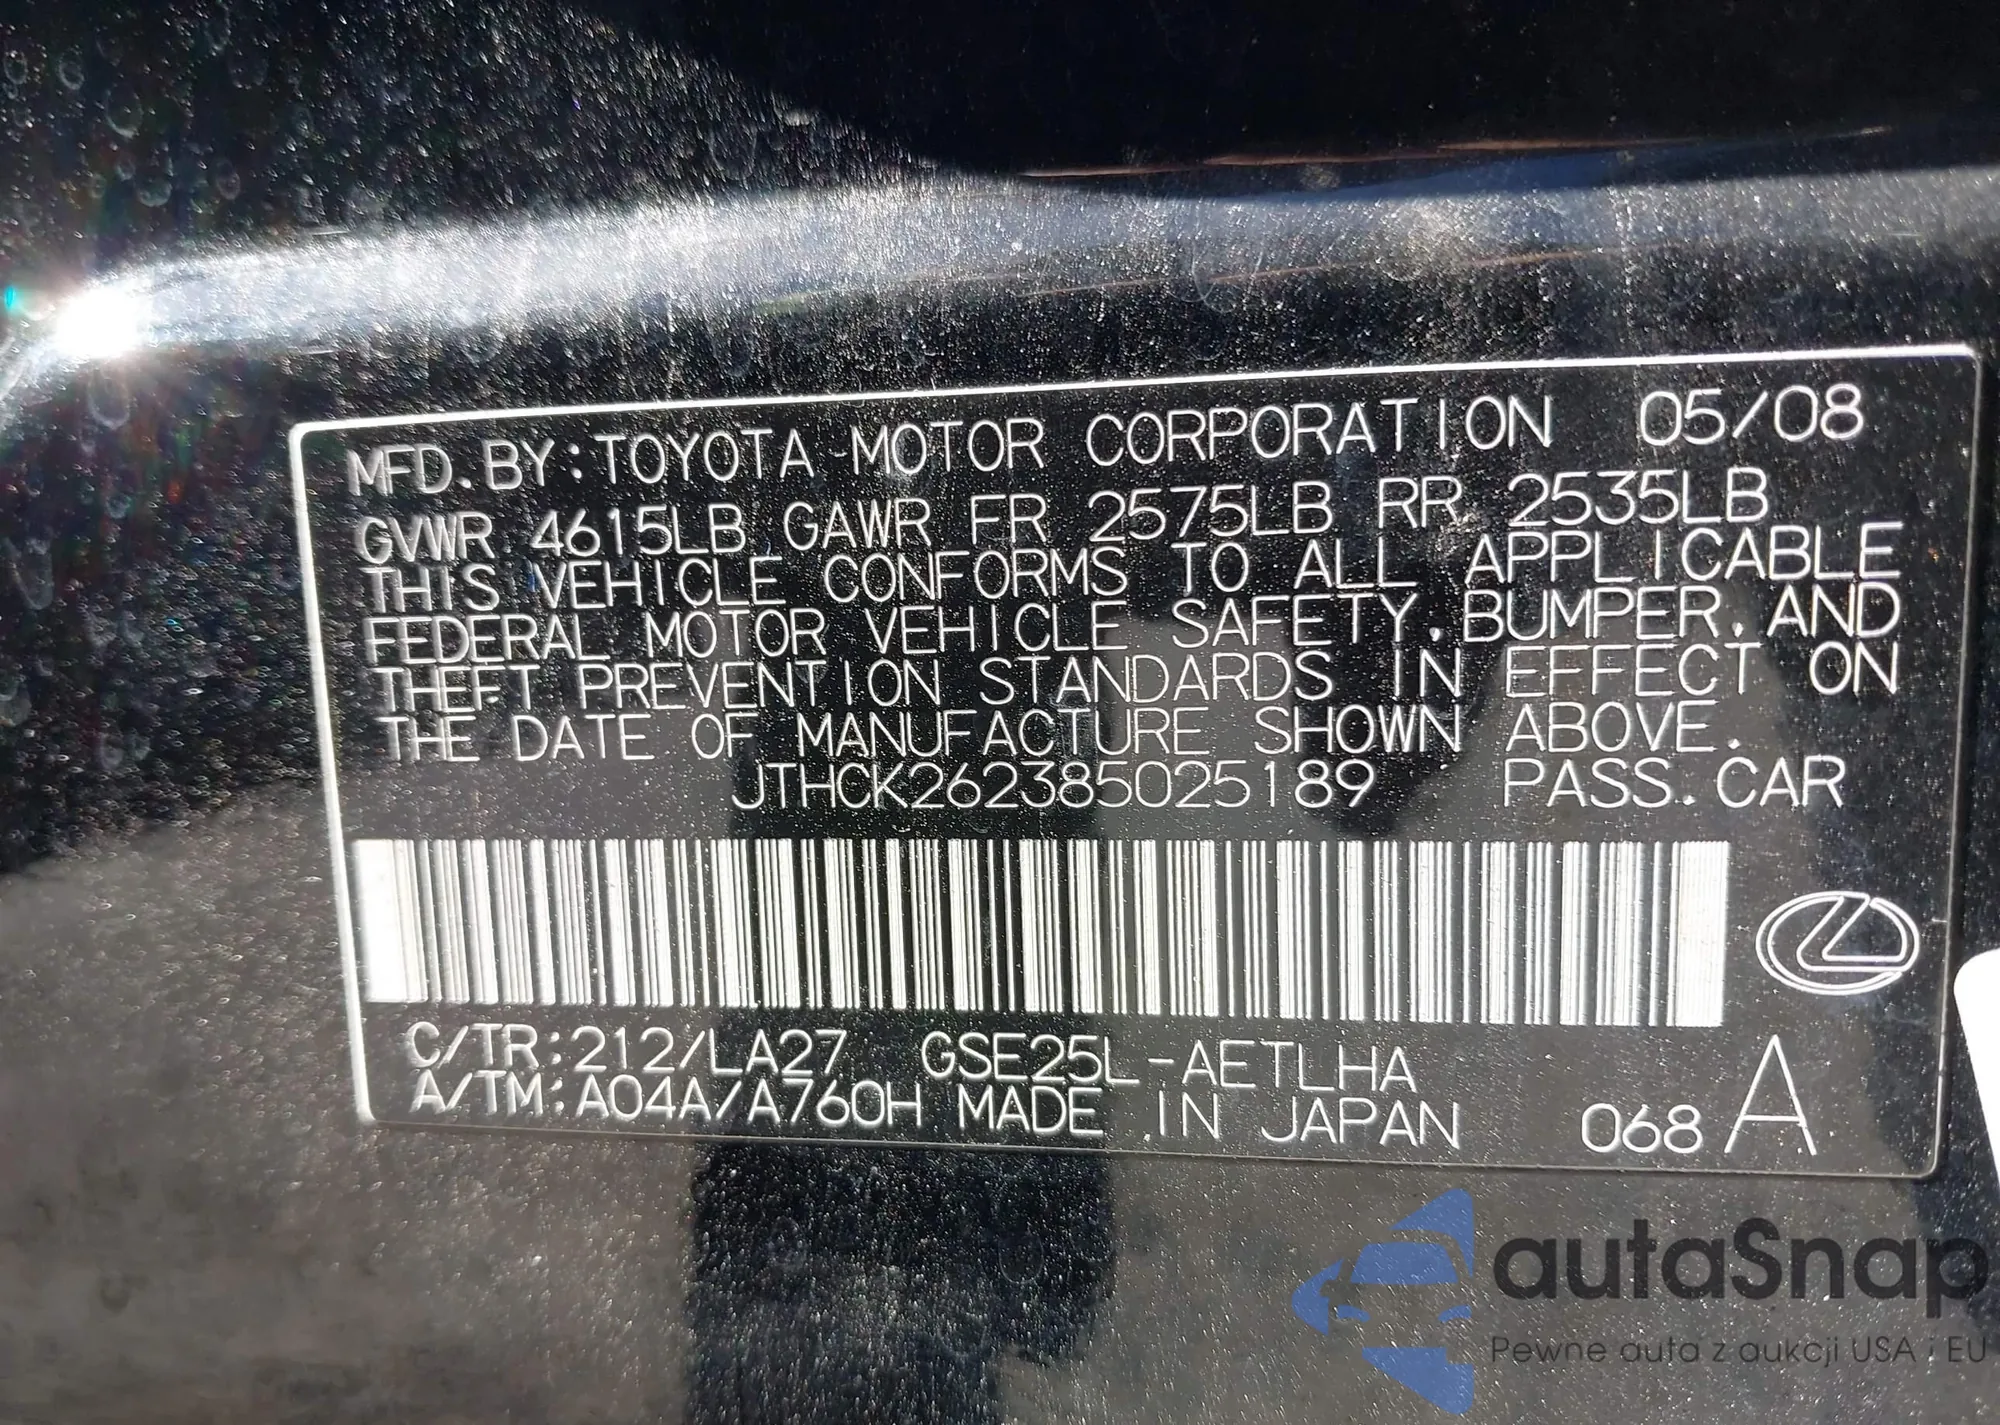 MFD. BY: TOYOTA MOTOR CORPORATION 05/08
GVWR 4615LB GAWR FR 2575LB RR 2535LB
THIS VEHICLE CONFORMS TO ALL APPLICABLE
FEDERAL MOTOR VEHICLE SAFETY, BUMPER, AND
THEFT PREVENTION STANDARDS IN EFFECT ON
THE DATE OF MANUFACTURE SHOWN ABOVE.
JTHCK262385025189 PASS. CAR
C/TR:212/LA27 GSE25L-AETLHA
A/TM:A04A/A760H MADE IN JAPAN 068 A
autaSnap
Pewne auta z aukcji USA i EU